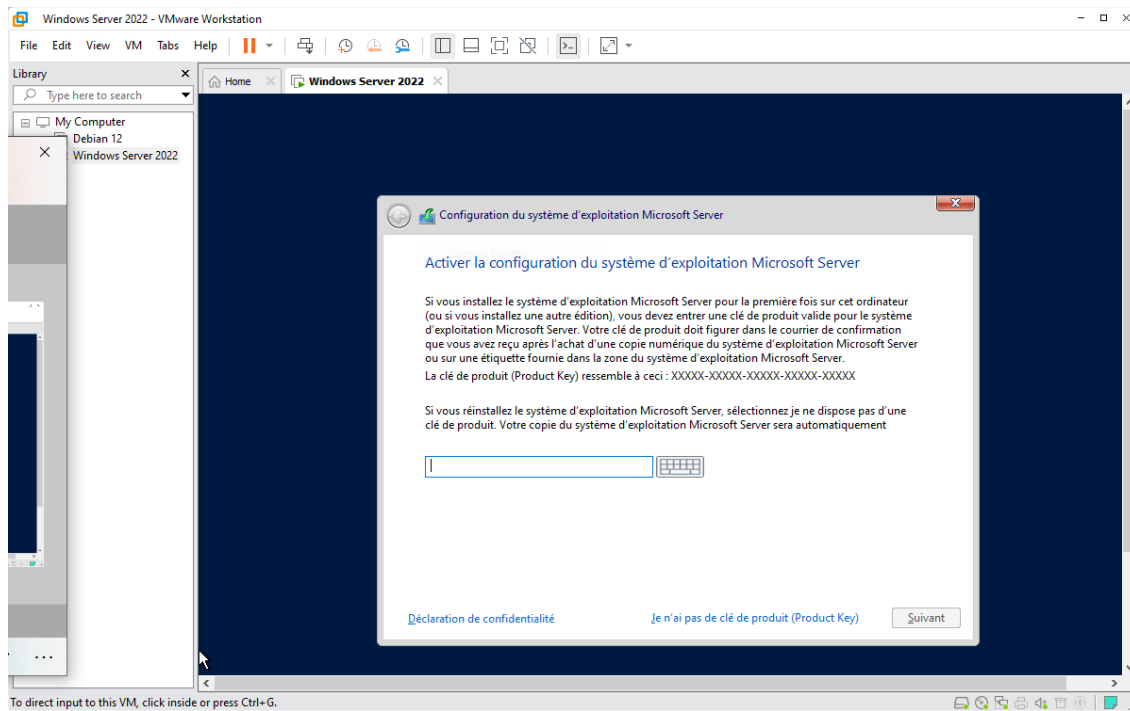 Windows Server 2022 - VMware Workstation
File Edit View VM Tabs Help
Library
Home
Windows Server 2022
Type here to search
My Computer
Debian 12
Windows Server 2022
Configuration du système d'exploitation Microsoft Server
Activer la configuration du système d'exploitation Microsoft Server
Si vous installez le système d'exploitation Microsoft Server pour la première fois sur cet ordinateur
(ou si vous installez une autre édition), vous devez entrer une clé de produit valide pour le système
d'exploitation Microsoft Server. Votre clé de produit doit figurer dans le courrier de confirmation
que vous avez reçu après l'achat d'une copie numérique du système d'exploitation Microsoft Server
ou sur une étiquette fournie dans la zone du système d'exploitation Microsoft Server.
La clé de produit (Product Key) ressemble à ceci : XXXXX-XXXXX-XXXXX-XXXXX-XXXXX
Si vous réinstallez le système d'exploitation Microsoft Server, sélectionnez je ne dispose pas d'une
clé de produit. Votre copie du système d'exploitation Microsoft Server sera automatiquement
Déclaration de confidentialité
Je n'ai pas de clé de produit (Product Key)
Suivant
To direct input to this VM, click inside or press Ctrl+G.